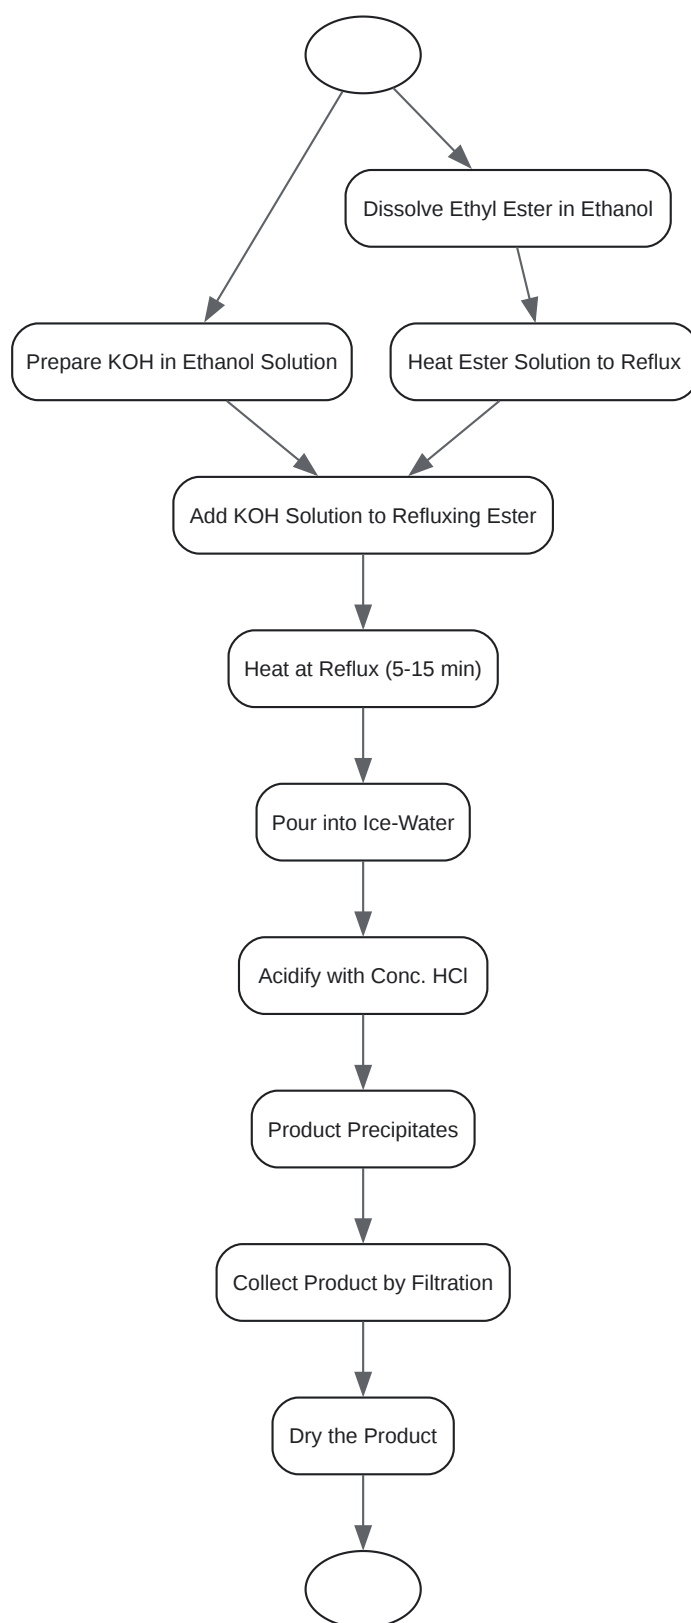 Dissolve Ethyl Ester in Ethanol
Prepare KOH in Ethanol Solution
Heat Ester Solution to Reflux
Add KOH Solution to Refluxing Ester
Heat at Reflux (5-15 min)
Pour into Ice-Water
Acidify with Conc. HCl
Product Precipitates
Collect Product by Filtration
Dry the Product